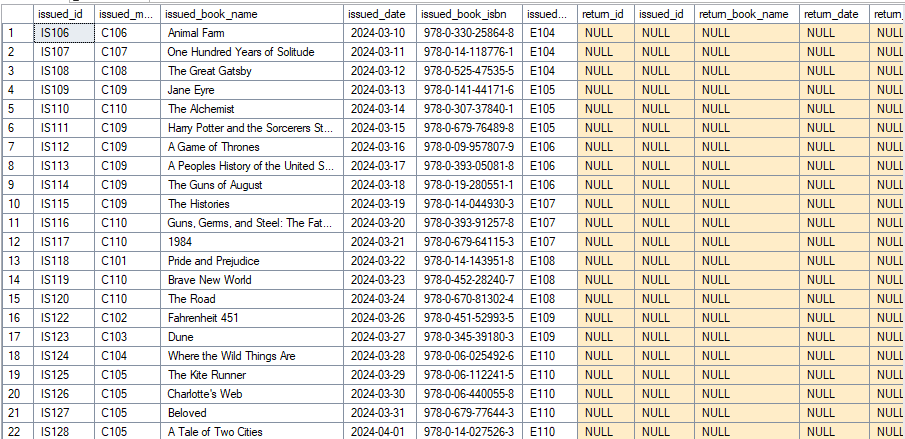 issued_id issued_m... issued_book_name issued_date issued_book_isbn issued... return_id issued_id return_book_name return_date return_
1 IS106 C106 Animal Farm 2024-03-10 978-0-330-25864-8 E104 NULL NULL NULL NULL NULL
2 IS107 C107 One Hundred Years of Solitude 2024-03-11 978-0-14-118776-1 E104 NULL NULL NULL NULL NULL
3 IS108 C108 The Great Gatsby 2024-03-12 978-0-525-47535-5 E104 NULL NULL NULL NULL NULL
4 IS109 C109 Jane Eyre 2024-03-13 978-0-141-44171-6 E105 NULL NULL NULL NULL NULL
5 IS110 C110 The Alchemist 2024-03-14 978-0-307-37840-1 E105 NULL NULL NULL NULL NULL
6 IS111 C109 Harry Potter and the Sorcerers St... 2024-03-15 978-0-679-76489-8 E105 NULL NULL NULL NULL NULL
7 IS112 C109 A Game of Thrones 2024-03-16 978-0-09-957807-9 E106 NULL NULL NULL NULL NULL
8 IS113 C109 A Peoples History of the United S... 2024-03-17 978-0-393-05081-8 E106 NULL NULL NULL NULL NULL
9 IS114 C109 The Guns of August 2024-03-18 978-0-19-280551-1 E106 NULL NULL NULL NULL NULL
10 IS115 C109 The Histories 2024-03-19 978-0-14-044930-3 E107 NULL NULL NULL NULL NULL
11 IS116 C110 Guns, Germs, and Steel: The Fat... 2024-03-20 978-0-393-91257-8 E107 NULL NULL NULL NULL NULL
12 IS117 C110 1984 2024-03-21 978-0-679-64115-3 E107 NULL NULL NULL NULL NULL
13 IS118 C101 Pride and Prejudice 2024-03-22 978-0-14-143951-8 E108 NULL NULL NULL NULL NULL
14 IS119 C110 Brave New World 2024-03-23 978-0-452-28240-7 E108 NULL NULL NULL NULL NULL
15 IS120 C110 The Road 2024-03-24 978-0-670-81302-4 E108 NULL NULL NULL NULL NULL
16 IS122 C102 Fahrenheit 451 2024-03-26 978-0-451-52993-5 E109 NULL NULL NULL NULL NULL
17 IS123 C103 Dune 2024-03-27 978-0-345-39180-3 E109 NULL NULL NULL NULL NULL
18 IS124 C104 Where the Wild Things Are 2024-03-28 978-0-06-025492-6 E110 NULL NULL NULL NULL NULL
19 IS125 C105 The Kite Runner 2024-03-29 978-0-06-112241-5 E110 NULL NULL NULL NULL NULL
20 IS126 C105 Charlotte's Web 2024-03-30 978-0-06-440055-8 E110 NULL NULL NULL NULL NULL
21 IS127 C105 Beloved 2024-03-31 978-0-679-77644-3 E110 NULL NULL NULL NULL NULL
22 IS128 C105 A Tale of Two Cities 2024-04-01 978-0-14-027526-3 E110 NULL NULL NULL NULL NULL